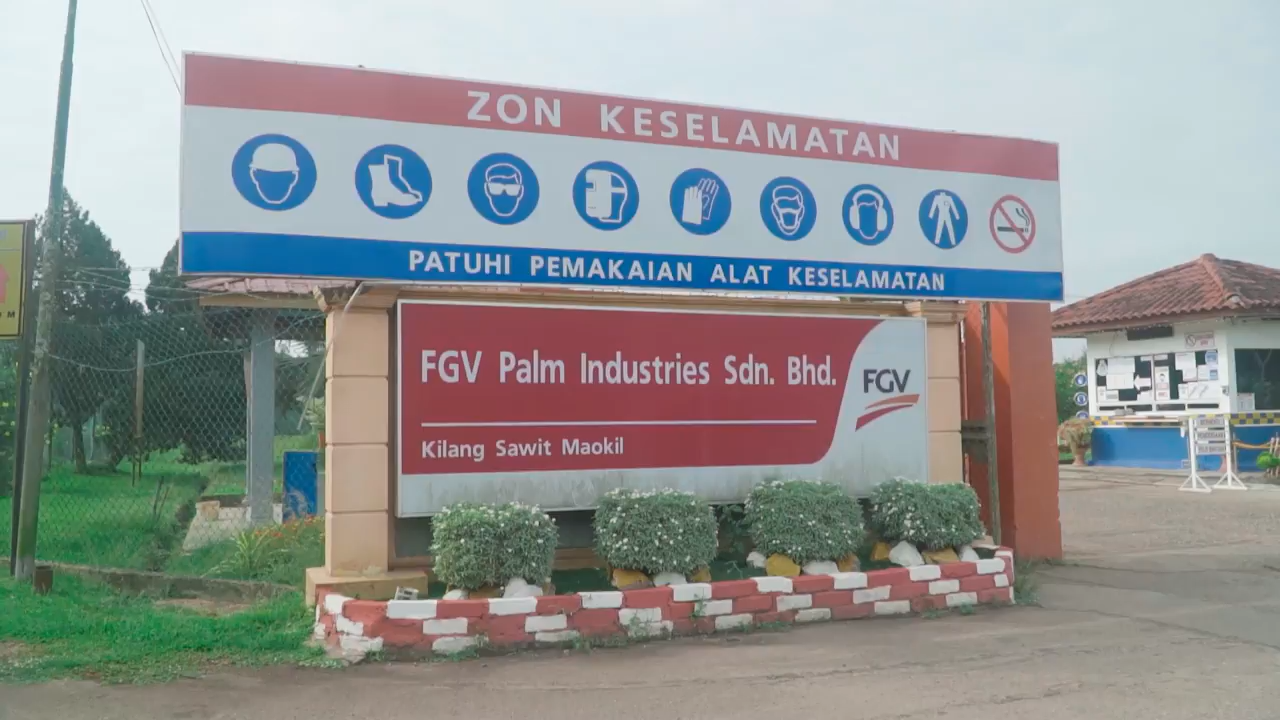 ZON KESELAMATAN
PATUHI PEMAKAIAN ALAT KESELAMATAN
FGV Palm Industries Sdn. Bhd.
FGV
Kilang Sawit Maokil